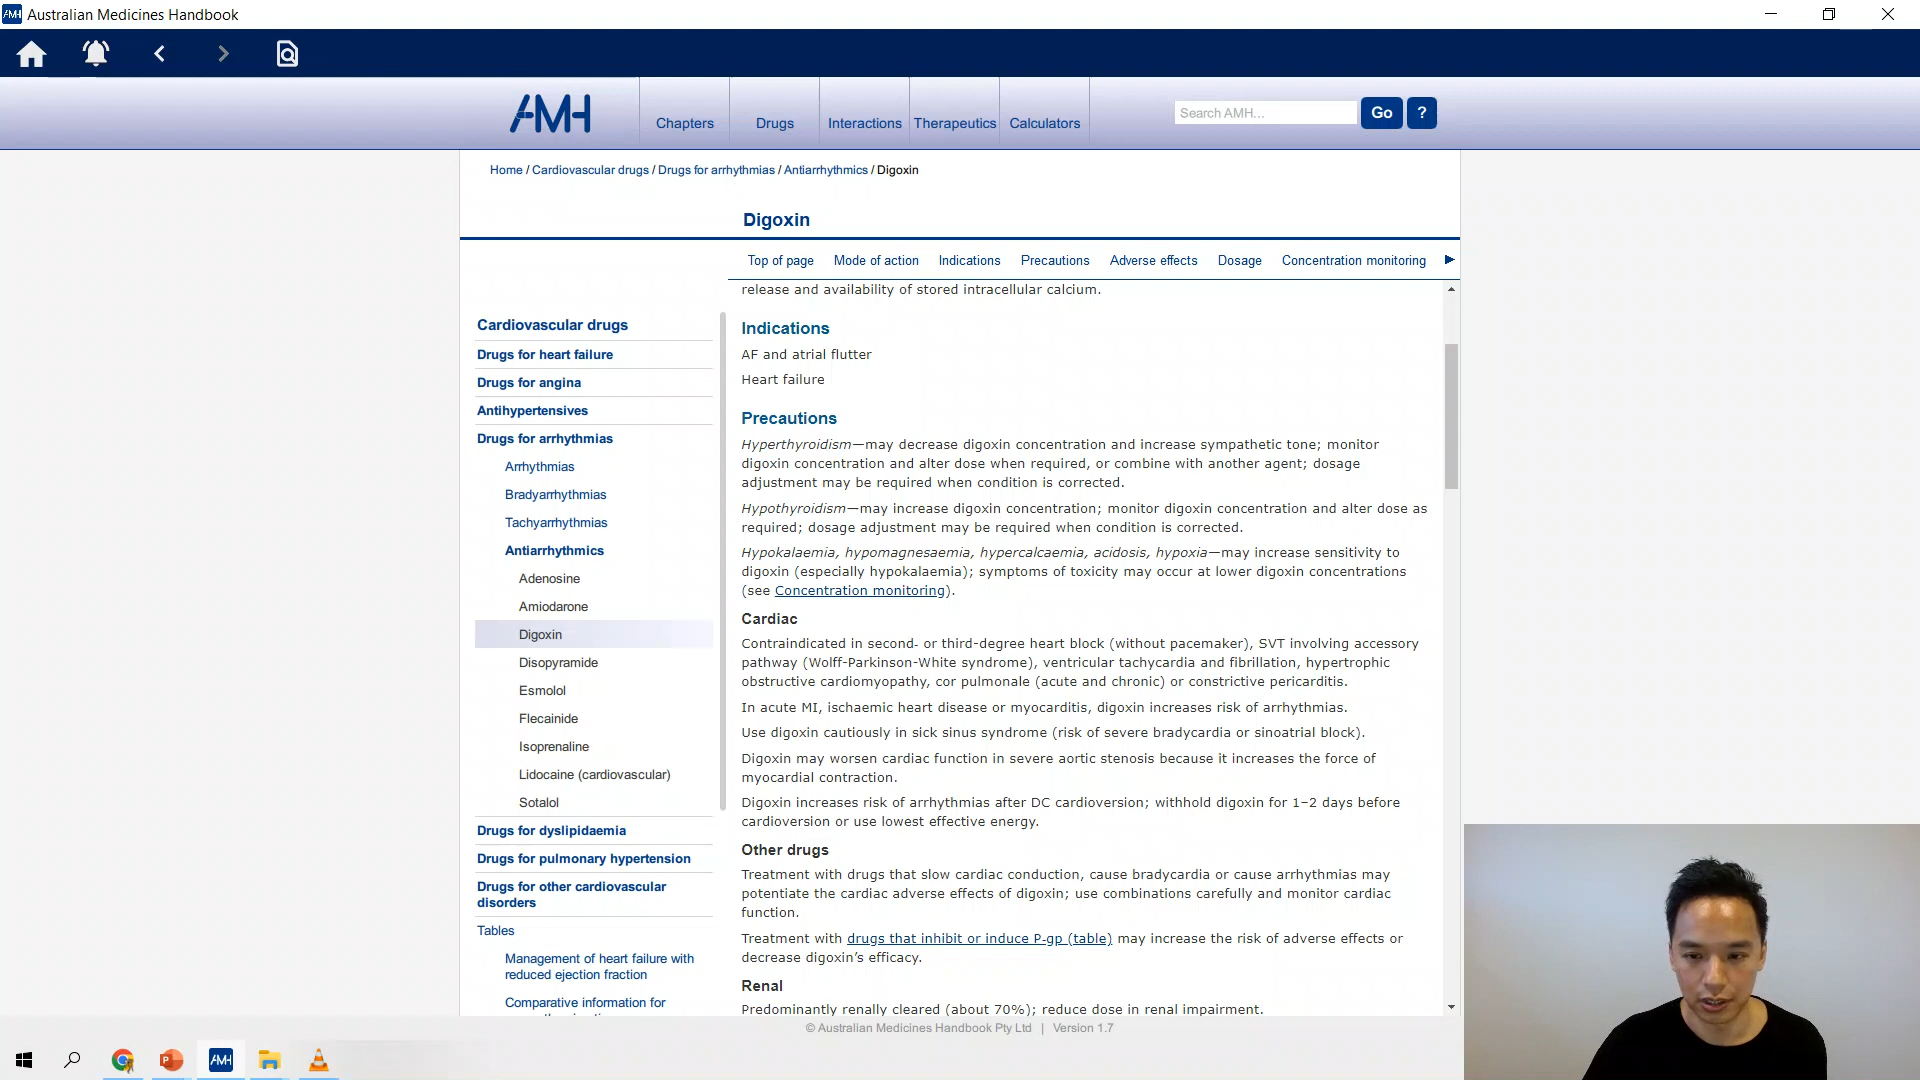 AMH Australian Medicines Handbook
AMH
Chapters
Drugs
Interactions
Therapeutics
Calculators
Search AMH...
Go
?
Home / Cardiovascular drugs / Drugs for arrhythmias / Antiarrhythmics / Digoxin
Digoxin
Top of page
Mode of action
Indications
Precautions
Adverse effects
Dosage
Concentration monitoring
Cardiovascular drugs
Drugs for heart failure
Drugs for angina
Antihypertensives
Drugs for arrhythmias
Arrhythmias
Bradyarrhythmias
Tachyarrhythmias
Antiarrhythmics
Adenosine
Amiodarone
Digoxin
Disopyramide
Esmolol
Flecainide
Isoprenaline
Lidocaine (cardiovascular)
Sotalol
Drugs for dyslipidaemia
Drugs for pulmonary hypertension
Drugs for other cardiovascular
disorders
Tables
Management of heart failure with
reduced ejection fraction
Comparative information for
release and availability of stored intracellular calcium.
Indications
AF and atrial flutter
Heart failure
Precautions
Hyperthyroidism—may decrease digoxin concentration and increase sympathetic tone; monitor
digoxin concentration and alter dose when required, or combine with another agent; dosage
adjustment may be required when condition is corrected.
Hypothyroidism—may increase digoxin concentration; monitor digoxin concentration and alter dose as
required; dosage adjustment may be required when condition is corrected.
Hypokalaemia, hypomagnesaemia, hypercalcaemia, acidosis, hypoxia—may increase sensitivity to
digoxin (especially hypokalaemia); symptoms of toxicity may occur at lower digoxin concentrations
(see Concentration monitoring).
Cardiac
Contraindicated in second- or third-degree heart block (without pacemaker), SVT involving accessory
pathway (Wolff-Parkinson-White syndrome), ventricular tachycardia and fibrillation, hypertrophic
obstructive cardiomyopathy, cor pulmonale (acute and chronic) or constrictive pericarditis.
In acute MI, ischaemic heart disease or myocarditis, digoxin increases risk of arrhythmias.
Use digoxin cautiously in sick sinus syndrome (risk of severe bradycardia or sinoatrial block).
Digoxin may worsen cardiac function in severe aortic stenosis because it increases the force of
myocardial contraction.
Digoxin increases risk of arrhythmias after DC cardioversion; withhold digoxin for 1–2 days before
cardioversion or use lowest effective energy.
Other drugs
Treatment with drugs that slow cardiac conduction, cause bradycardia or cause arrhythmias may
potentiate the cardiac adverse effects of digoxin; use combinations carefully and monitor cardiac
function.
Treatment with drugs that inhibit or induce P-gp (table) may increase the risk of adverse effects or
decrease digoxin’s efficacy.
Renal
Predominantly renally cleared (about 70%); reduce dose in renal impairment.
© Australian Medicines Handbook Pty Ltd | Version 1.7
P
AMH